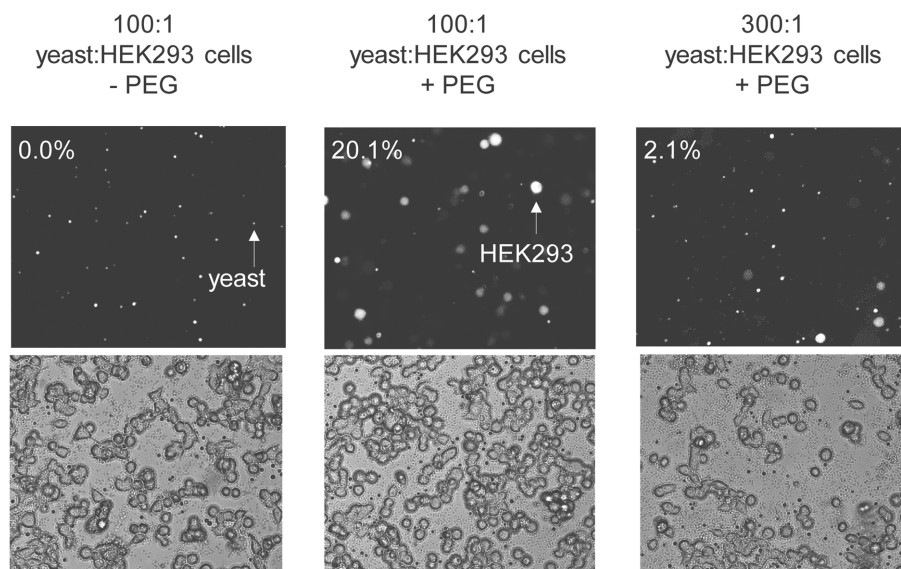 100:1
yeast:HEK293 cells
- PEG
100:1
yeast:HEK293 cells
+ PEG
300:1
yeast:HEK293 cells
+ PEG
0.0%
yeast
20.1%
HEK293
2.1%